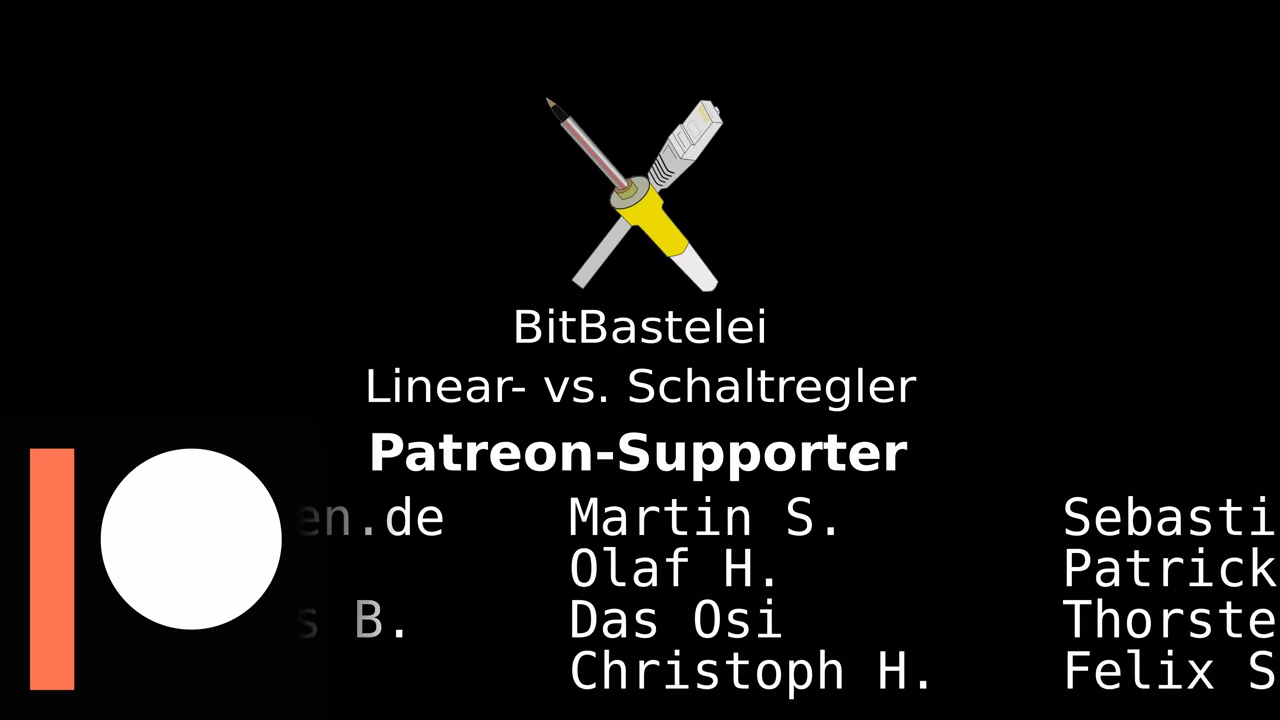 BitBastelei
Linear- vs. Schaltregler
Patreon-Supporter
en.de Martin S. Sebasti
Olaf H. Patrick
s B. Das Osi Thorste
Christoph H. Felix S